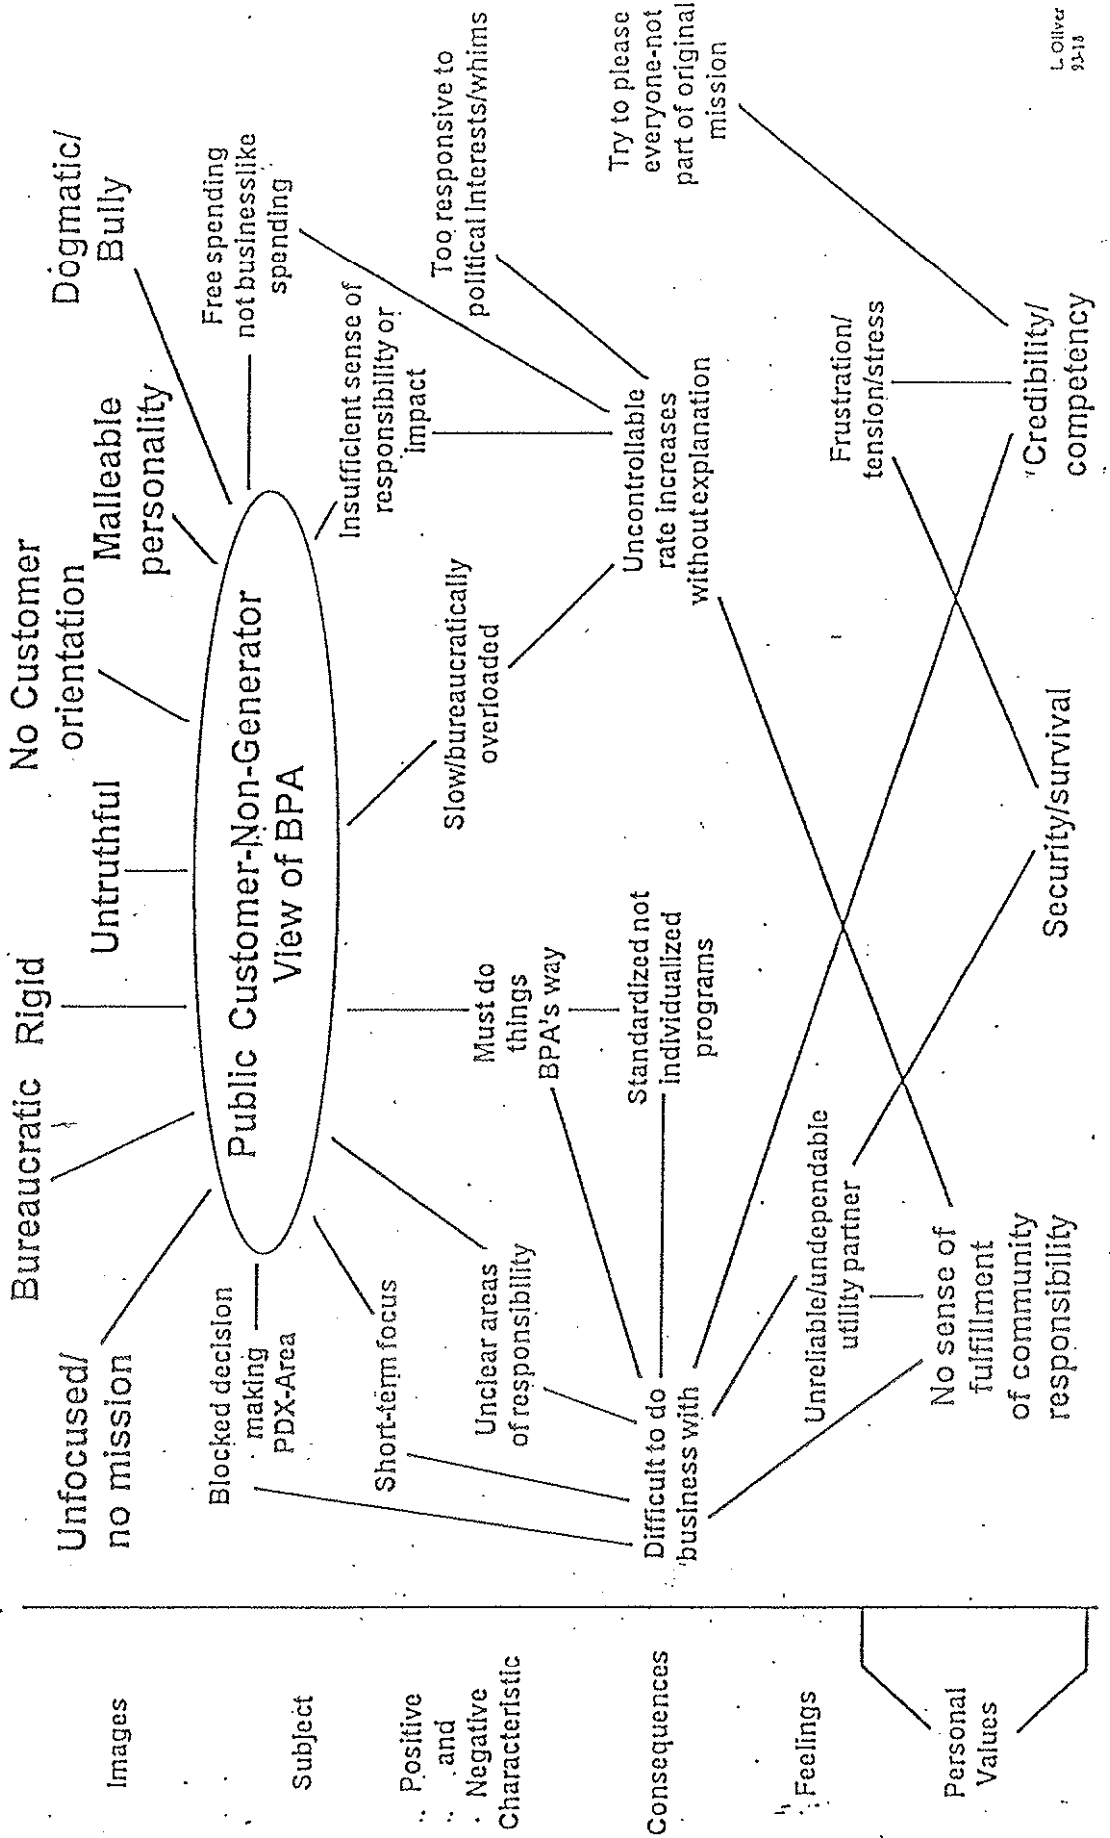 Images
Subject
Positive
and
Negative
Characteristic
Consequences
Feelings
Personal
Values
Unfocused/
no mission
Bureaucratic
Rigid
Untruthful
No Customer
orientation
Malleable
personality
Dogmatic/
Bully
Public Customer-Non-Generator
View of BPA
Blocked decision
making
PDX-Area
Short-term focus
Unclear areas
of responsibility
Must do
things
BPA's way
Standardized not
individualized
programs
Slow/bureaucratically
overloaded
Insufficient sense of
responsibility or
impact
Free spending
not businesslike
spending
Too responsive to
political interests/whims
Try to please
everyone-not
part of original
mission
Difficult to do
business with
Uncontrollable
rate increases
without explanation
Unreliable/undependable
utility partner
Frustration/
tension/stress
No sense of
fulfillment
of community
responsibility
Security/survival
Credibility/
competency
L Oliver
93-18